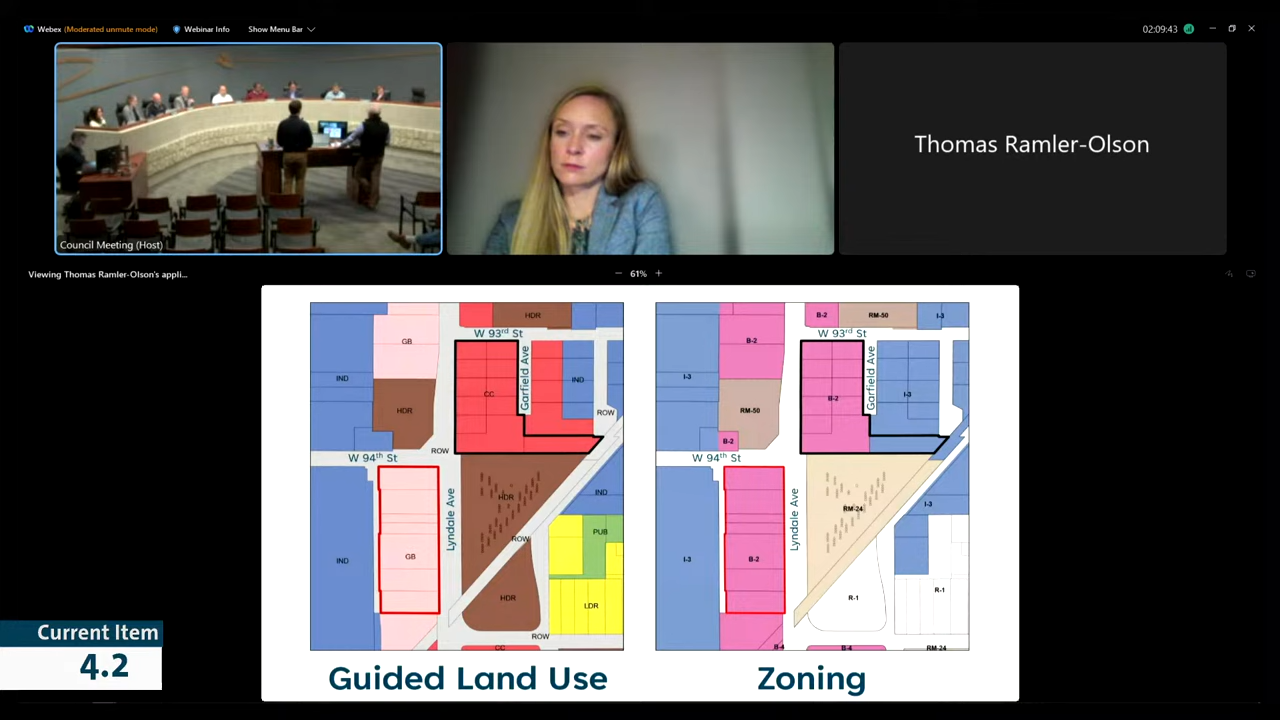 Webex (Moderated unmute mode) Webinar Info Show Menu Bar
02:09:43
Council Meeting (Host)
Thomas Ramler-Olson
Viewing Thomas Ramler-Olson's appli...
61%
HDR
W 93rd St
GB
IND
CC
Garfield Ave
IND
HDR
ROW
ROW
W 94th St
HDR
IND
Lyndale Ave
PUB
ROW
GB
IND
HDR
LDR
ROW
CC
Guided Land Use
B-2
RM-50
I-3
W 93rd St
B-2
I-3
Garfield Ave
B-2
I-3
RM-50
B-2
W 94th St
RM-24
I-3
Lyndale Ave
B-2
I-3
R-1
R-1
B-4
B-4
RM-24
Zoning
Current Item
4.2